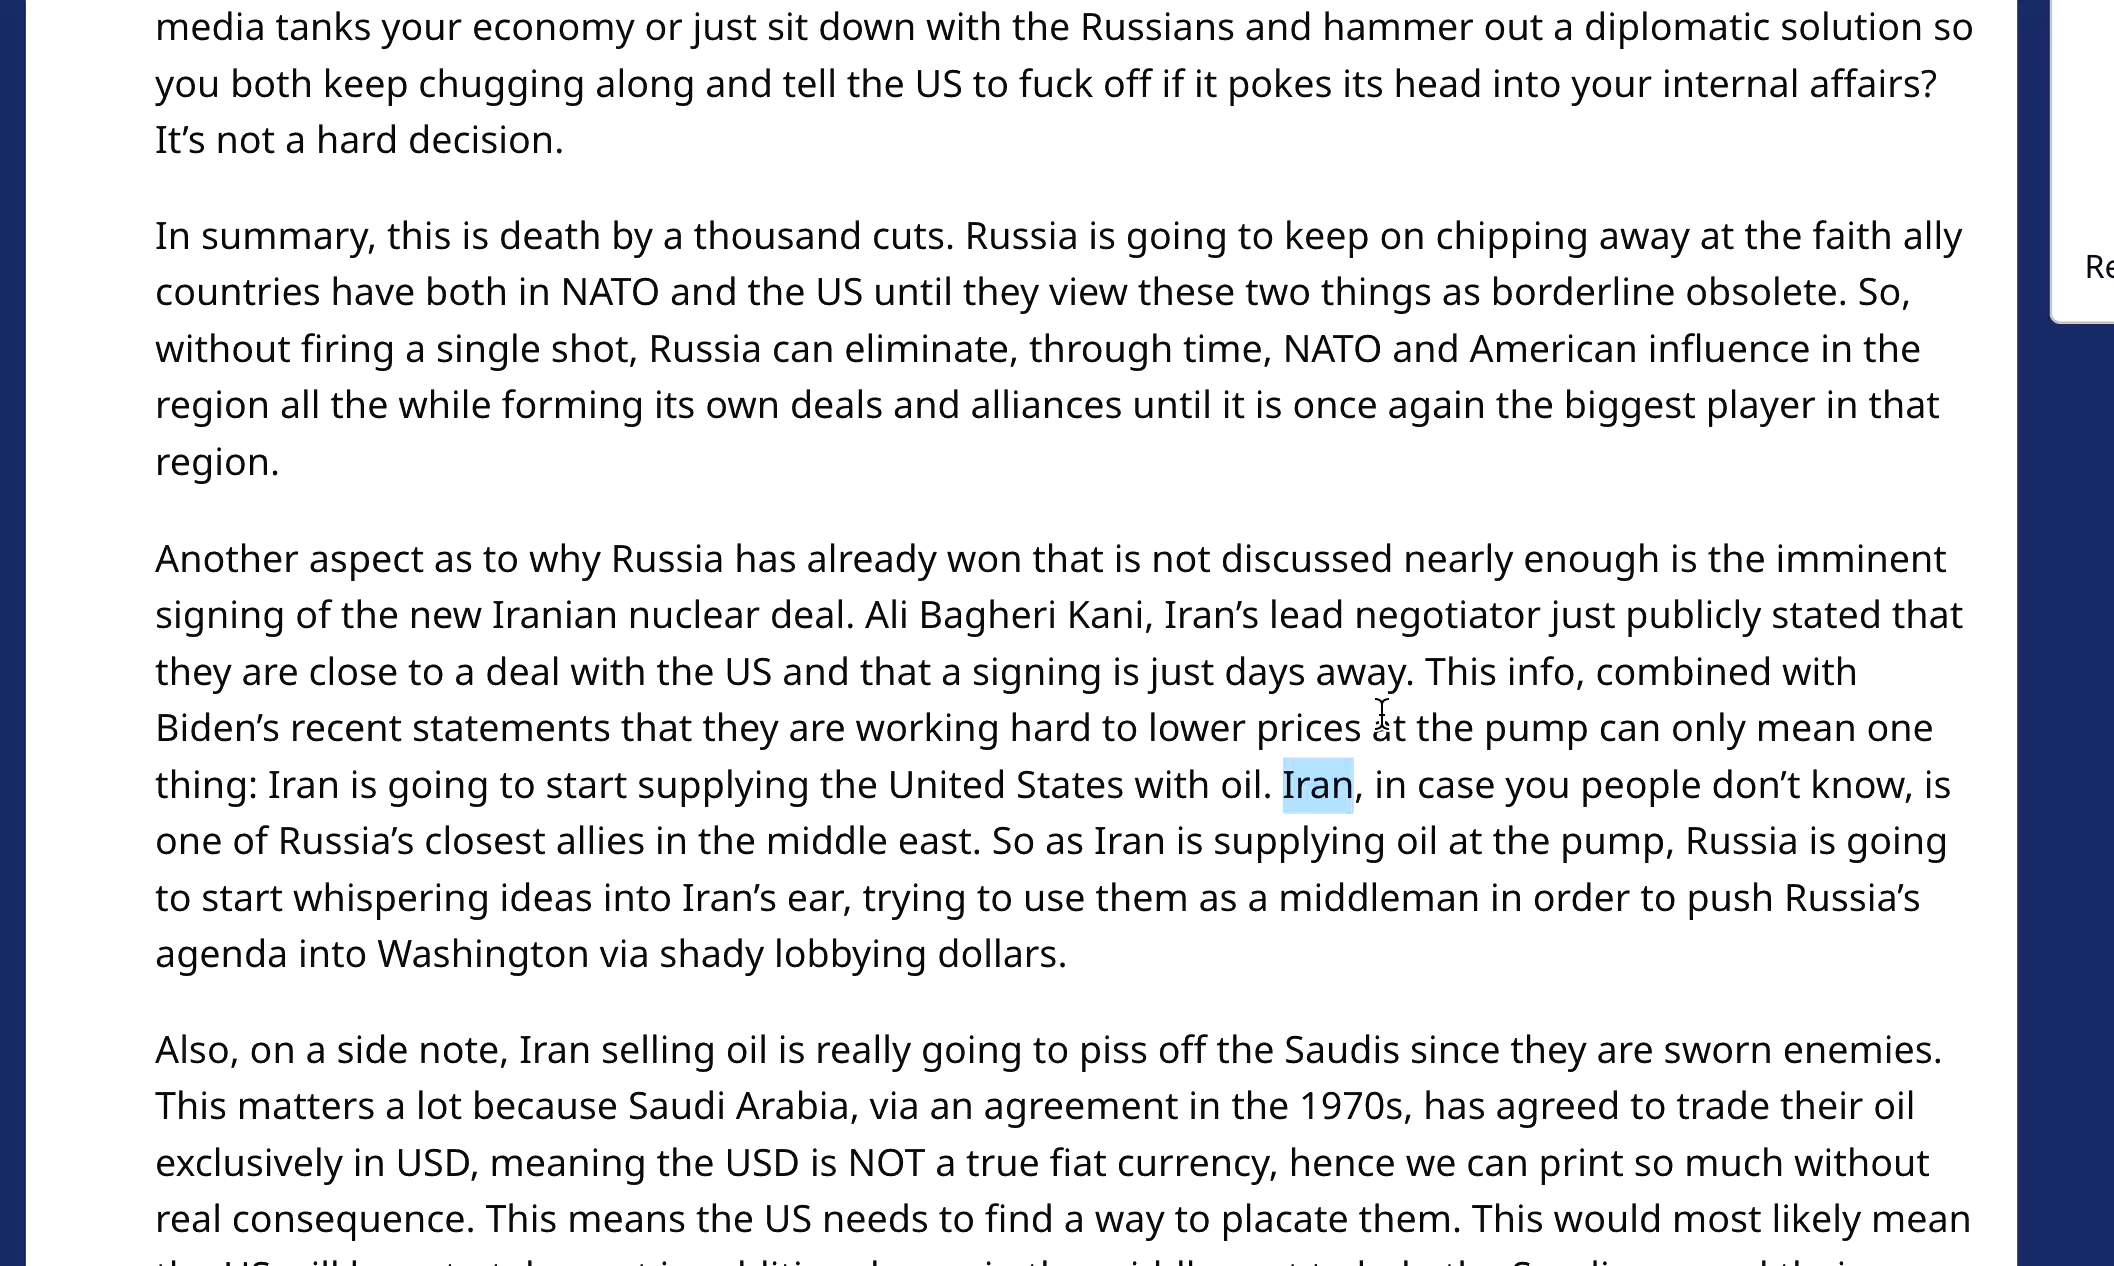 media tanks your economy or just sit down with the Russians and hammer out a diplomatic solution so
you both keep chugging along and tell the US to fuck off if it pokes its head into your internal affairs?
It’s not a hard decision.
In summary, this is death by a thousand cuts. Russia is going to keep on chipping away at the faith ally
countries have both in NATO and the US until they view these two things as borderline obsolete. So,
without firing a single shot, Russia can eliminate, through time, NATO and American influence in the
region all the while forming its own deals and alliances until it is once again the biggest player in that
region.
Another aspect as to why Russia has already won that is not discussed nearly enough is the imminent
signing of the new Iranian nuclear deal. Ali Bagheri Kani, Iran’s lead negotiator just publicly stated that
they are close to a deal with the US and that a signing is just days away. This info, combined with
Biden’s recent statements that they are working hard to lower prices at the pump can only mean one
thing: Iran is going to start supplying the United States with oil. Iran, in case you people don’t know, is
one of Russia’s closest allies in the middle east. So as Iran is supplying oil at the pump, Russia is going
to start whispering ideas into Iran’s ear, trying to use them as a middleman in order to push Russia’s
agenda into Washington via shady lobbying dollars.
Also, on a side note, Iran selling oil is really going to piss off the Saudis since they are sworn enemies.
This matters a lot because Saudi Arabia, via an agreement in the 1970s, has agreed to trade their oil
exclusively in USD, meaning the USD is NOT a true fiat currency, hence we can print so much without
real consequence. This means the US needs to find a way to placate them. This would most likely mean
Re